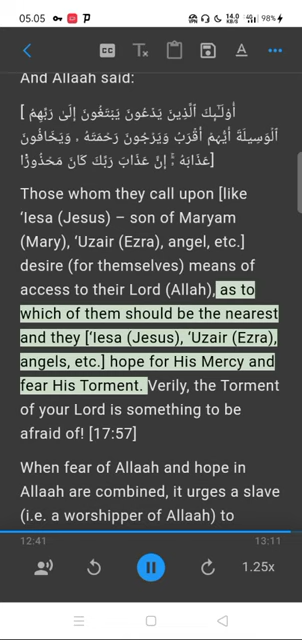 05.05
14.0
KB/S
4G
98%
And Allaah said:
[ أُو۟لَـٰٓئِكَ ٱلَّذِينَ يَدْعُونَ يَبْتَغُونَ إِلَىٰ رَبِّهِمُ
ٱلْوَسِيلَةَ أَيُّهُمْ أَقْرَبُ وَيَرْجُونَ رَحْمَتَهُۥ وَيَخَافُونَ
عَذَابَهُۥٓ ۚ إِنَّ عَذَابَ رَبِّكَ كَانَ مَحْذُورًا]
Those whom they call upon [like
‘Iesa (Jesus) – son of Maryam
(Mary), ‘Uzair (Ezra), angel, etc.]
desire (for themselves) means of
access to their Lord (Allah), as to
which of them should be the nearest
and they [‘Iesa (Jesus), ‘Uzair (Ezra),
angels, etc.] hope for His Mercy and
fear His Torment. Verily, the Torment
of your Lord is something to be
afraid of! [17:57]
When fear of Allaah and hope in
Allaah are combined, it urges a slave
(i.e. a worshipper of Allaah) to
12:41
13:11
1.25x